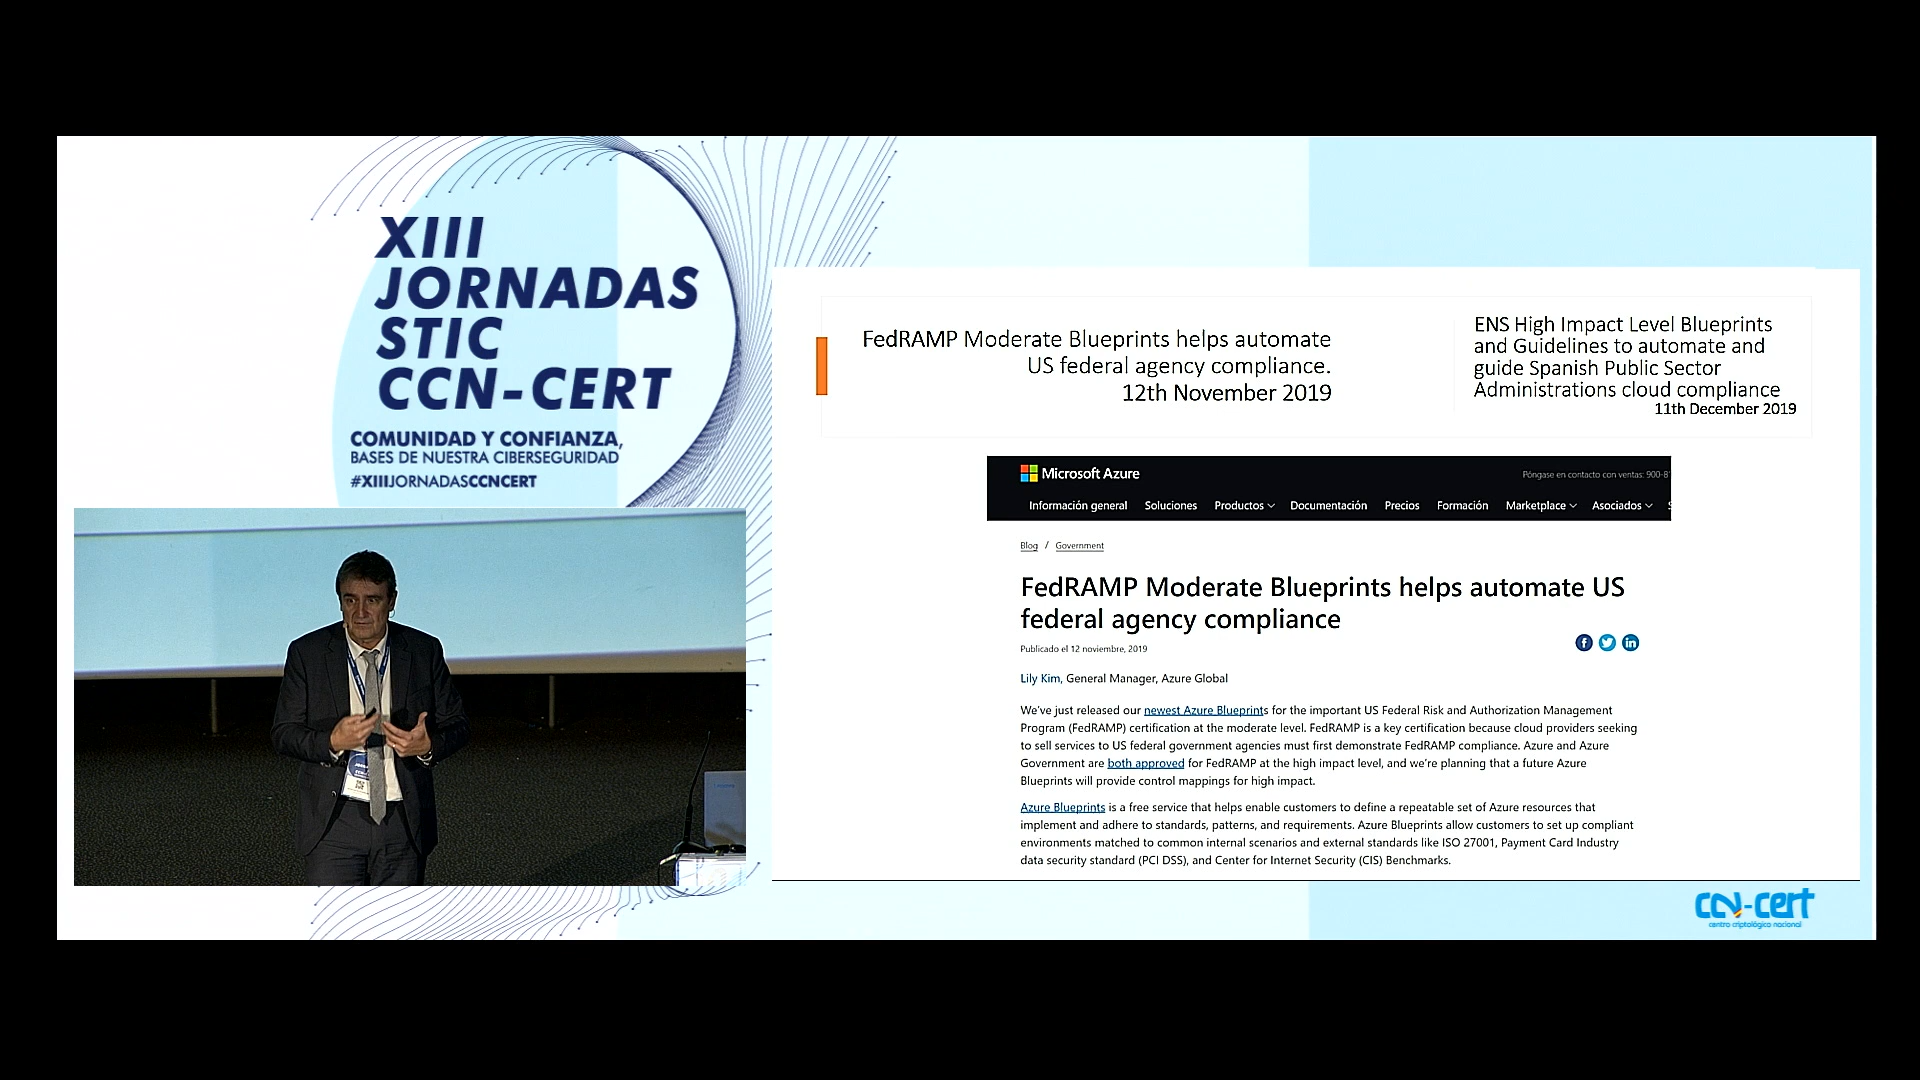 XIII
JORNADAS
STIC
CCN-CERT
COMUNIDAD Y CONFIANZA,
BASES DE NUESTRA CIBERSEGURIDAD
#XIIIJORNADASCCNCERT
FedRAMP Moderate Blueprints helps automate
US federal agency compliance.
12th November 2019
ENS High Impact Level Blueprints
and Guidelines to automate and
guide Spanish Public Sector
Administrations cloud compliance
11th December 2019
Microsoft Azure
Póngase en contacto con ventas: 900-8
Información general Soluciones Productos Documentación Precios Formación Marketplace Asociados
Blog / Government
FedRAMP Moderate Blueprints helps automate US
federal agency compliance
Publicado el 12 noviembre, 2019
Lily Kim, General Manager, Azure Global
We've just released our newest Azure Blueprints for the important US Federal Risk and Authorization Management
Program (FedRAMP) certification at the moderate level. FedRAMP is a key certification because cloud providers seeking
to sell services to US federal government agencies must first demonstrate FedRAMP compliance. Azure and Azure
Government are both approved for FedRAMP at the high impact level, and we're planning that a future Azure
Blueprints will provide control mappings for high impact.
Azure Blueprints is a free service that helps enable customers to define a repeatable set of Azure resources that
implement and adhere to standards, patterns, and requirements. Azure Blueprints allow customers to set up compliant
environments matched to common internal scenarios and external standards like ISO 27001, Payment Card Industry
data security standard (PCI DSS), and Center for Internet Security (CIS) Benchmarks.
ccn-cert
centro criptológico nacional